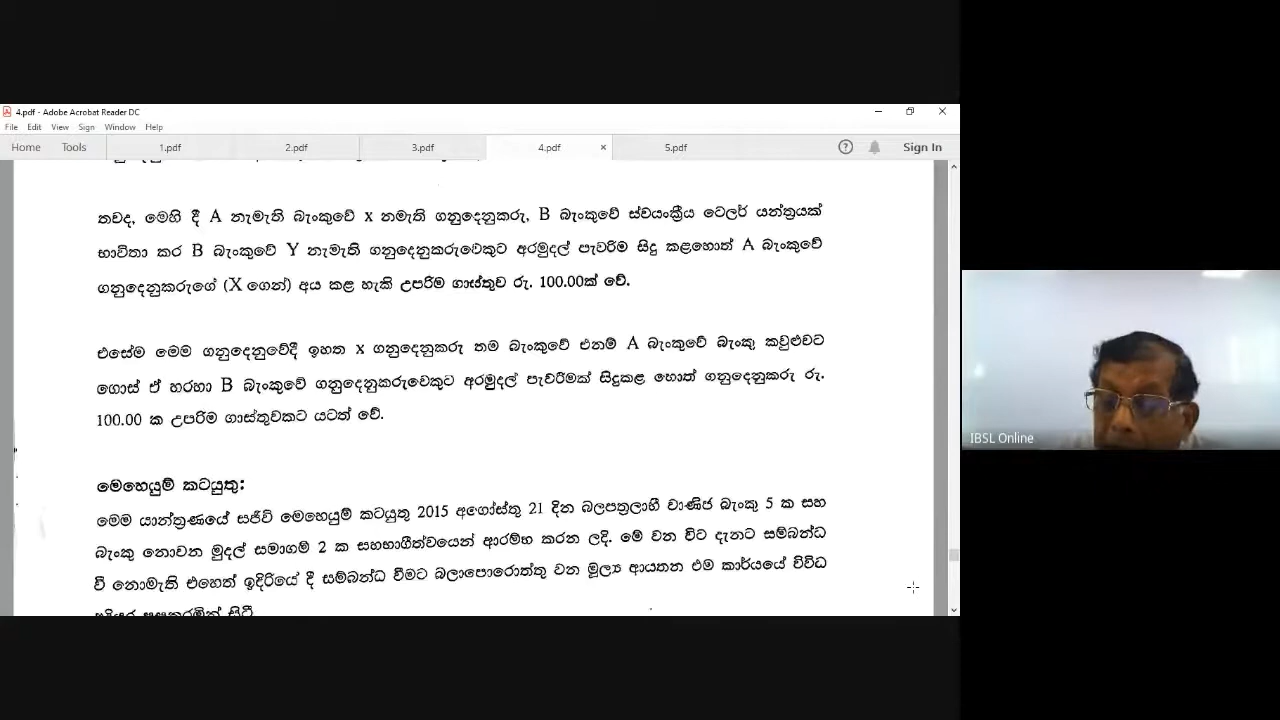 4.pdf - Adobe Acrobat Reader DC
File Edit View Sign Window Help
Home Tools 1.pdf 2.pdf 3.pdf 4.pdf × 5.pdf Sign In
තවද, මෙහි දී A නැමැති බැංකුවේ x නමැති ගනුදෙනුකරු, B බැංකුවේ ස්වයංක්‍රීය ටෙලර් යන්ත්‍රයක්
භාවිතා කර B බැංකුවේ Y නැමැති ගනුදෙනුකරුවෙකුට අරමුදල් පැවරිම සිදු කළහොත් A බැංකුවේ
ගනුදෙනුකරුගේ (X ගෙන්) අය කළ හැකි උපරිම ගාස්තුව රු. 100.00ක් වේ.
එසේම මෙම ගනුදෙනුවේදී ඉහත x ගනුදෙනුකරු තම බැංකුවේ එනම් A බැංකුවේ බැංකු කවුළුවට
ගොස් ඒ හරහා B බැංකුවේ ගනුදෙනුකරුවෙකුට අරමුදල් පැවරීමක් සිදුකළ හොත් ගනුදෙනුකරු රු.
100.00 ක උපරිම ගාස්තුවකට යටත් වේ.
මෙහෙයුම් කටයුතු:
මෙම යාන්ත්‍රණයේ සජීවි මෙහෙයුම් කටයුතු 2015 අගෝස්තු 21 දින බලපත්‍රලාභී වාණිජ බැංකු 5 ක සහ
බැංකු නොවන මුදල් සමාගම් 2 ක සහභාගීත්වයෙන් ආරම්භ කරන ලදි. මේ වන විට දැනට සම්බන්ධ
වී නොමැති එහෙත් ඉදිරියේ දී සම්බන්ධ වීමට බලාපොරොත්තු වන මූල්‍ය ආයතන එම කාර්යයේ විවිධ
සිටී
IBSL Online